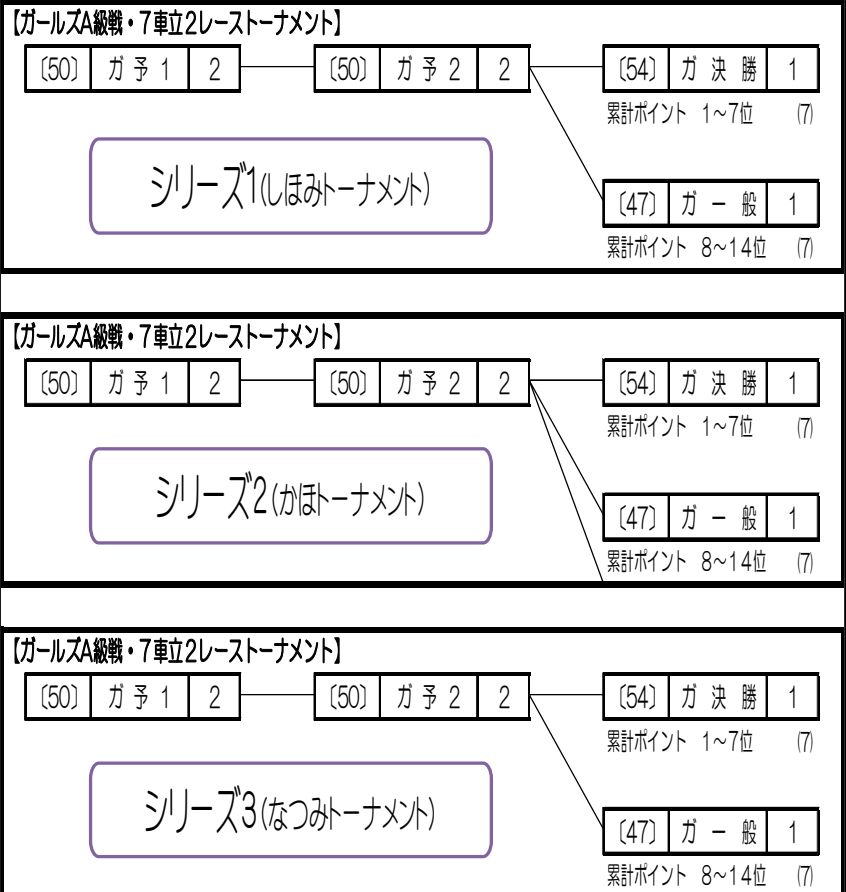 【ガールズA級戦・7車立2レーストーナメント】
〔50〕 ガ 予 1 2 〔50〕 ガ 予 2 2 〔54〕 ガ 決 勝 1
累計ポイント 1～7位 (7)
シリーズ1(しほみトーナメント)
〔47〕 ガ 一 般 1
累計ポイント 8～14位 (7)
【ガールズA級戦・7車立2レーストーナメント】
〔50〕 ガ 予 1 2 〔50〕 ガ 予 2 2 〔54〕 ガ 決 勝 1
累計ポイント 1～7位 (7)
シリーズ2(かほトーナメント)
〔47〕 ガ 一 般 1
累計ポイント 8～14位 (7)
【ガールズA級戦・7車立2レーストーナメント】
〔50〕 ガ 予 1 2 〔50〕 ガ 予 2 2 〔54〕 ガ 決 勝 1
累計ポイント 1～7位 (7)
シリーズ3(なつみトーナメント)
〔47〕 ガ 一 般 1
累計ポイント 8～14位 (7)